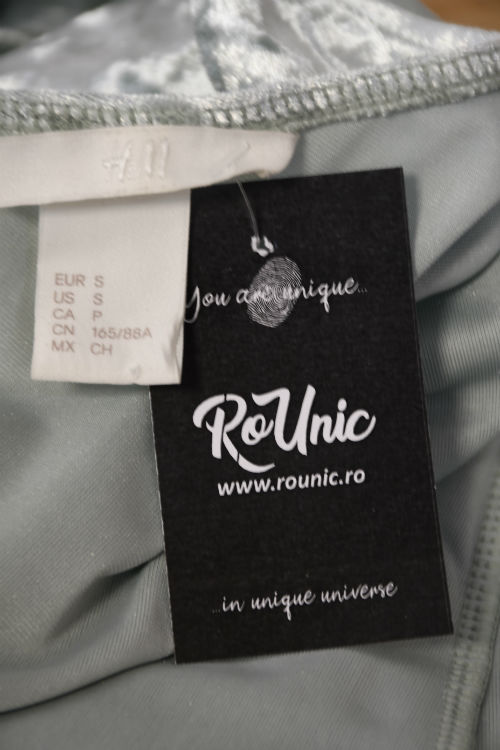 EUR S
US S
CA P
CN 165/88A
MX CH
You are unique...
RoUnic
www.rounic.ro
...in unique universe